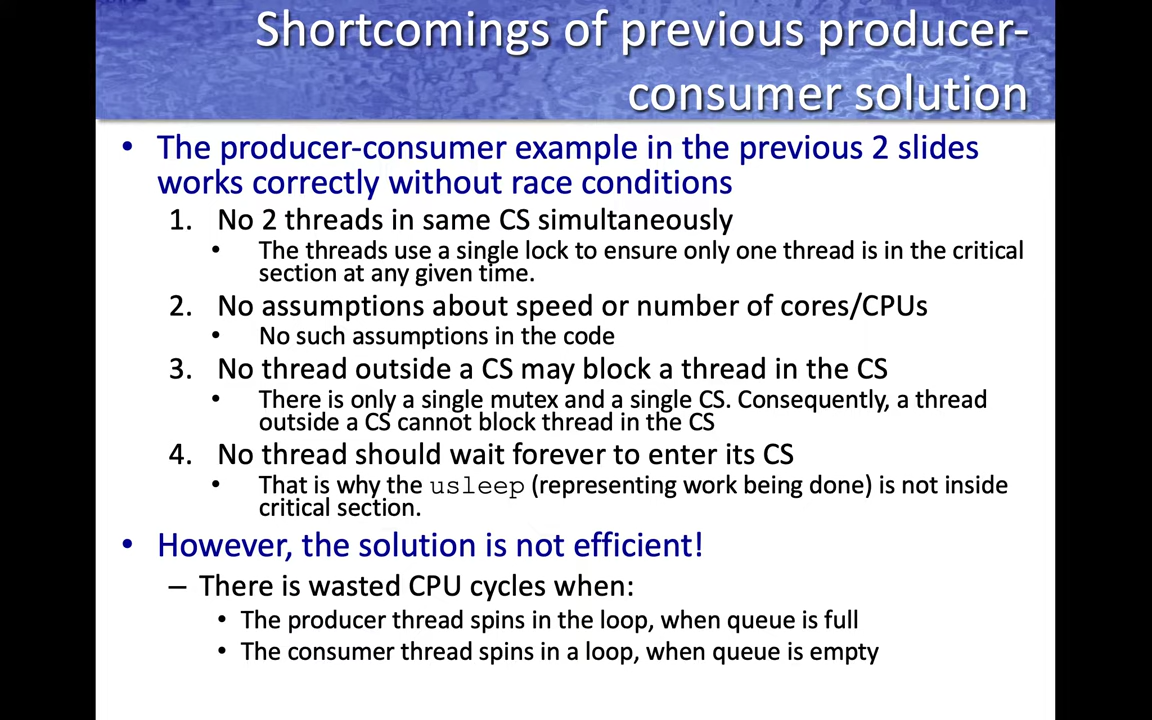 Shortcomings of previous producer-
consumer solution
• The producer-consumer example in the previous 2 slides
works correctly without race conditions
1. No 2 threads in same CS simultaneously
• The threads use a single lock to ensure only one thread is in the critical
section at any given time.
2. No assumptions about speed or number of cores/CPUs
• No such assumptions in the code
3. No thread outside a CS may block a thread in the CS
• There is only a single mutex and a single CS. Consequently, a thread
outside a CS cannot block thread in the CS
4. No thread should wait forever to enter its CS
• That is why the usleep (representing work being done) is not inside
critical section.
• However, the solution is not efficient!
– There is wasted CPU cycles when:
• The producer thread spins in the loop, when queue is full
• The consumer thread spins in a loop, when queue is empty